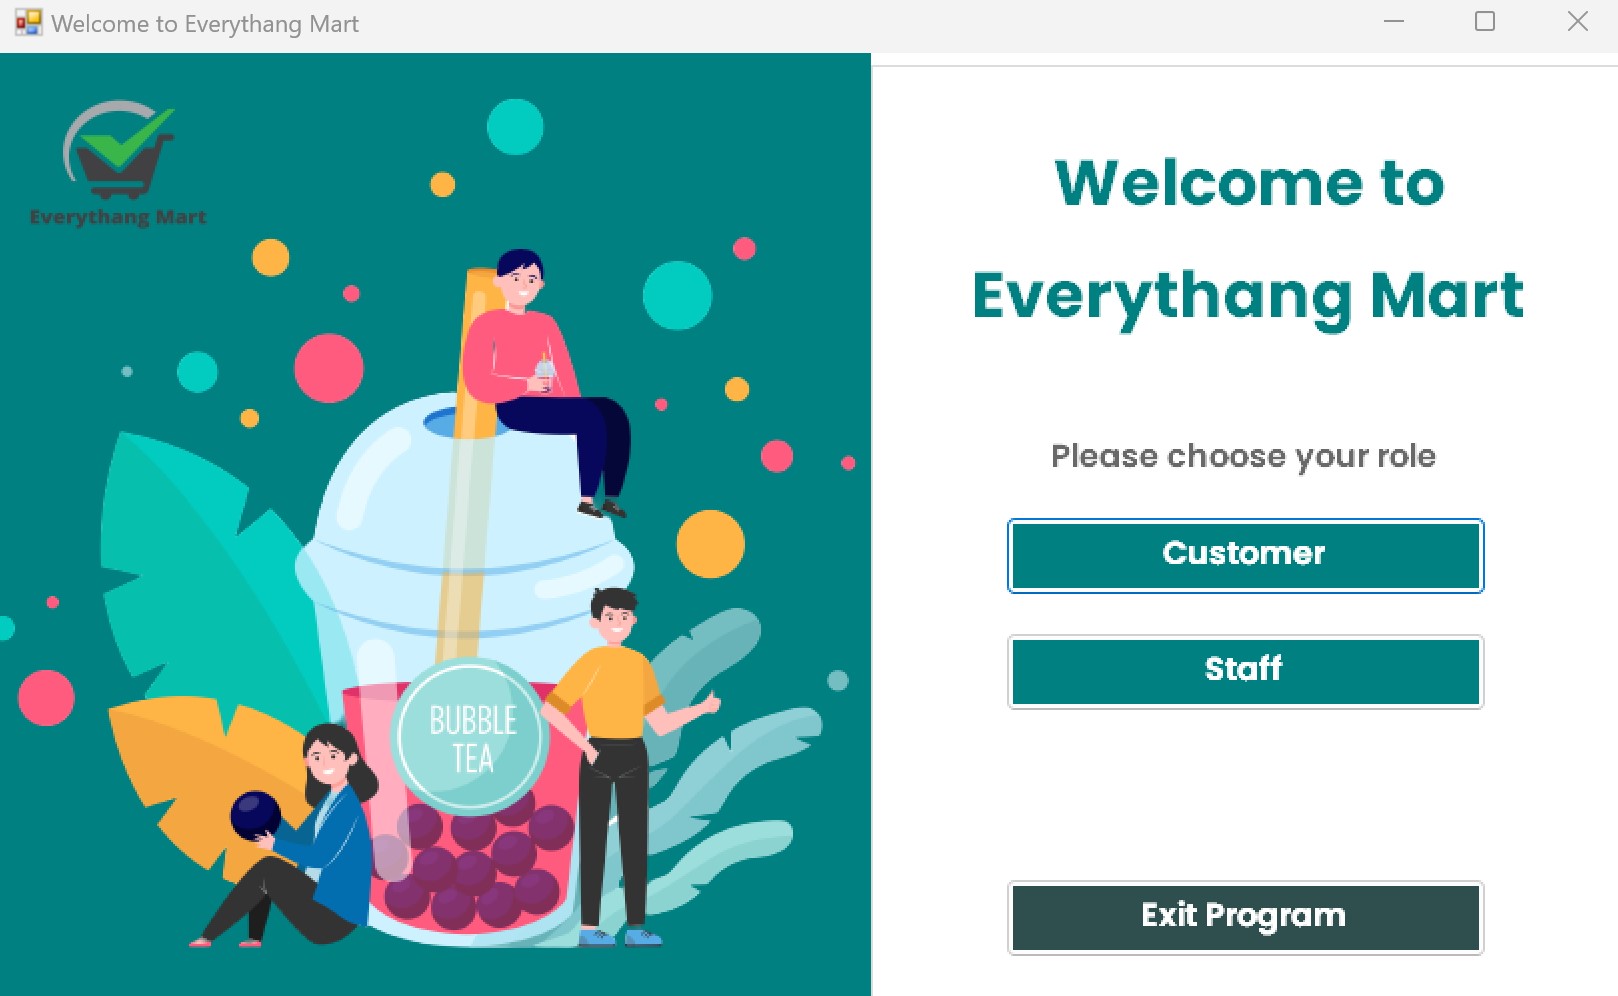 Welcome to Everythang Mart
Everythang Mart
BUBBLE
TEA
Welcome to
Everythang Mart
Please choose your role
Customer
Staff
Exit Program